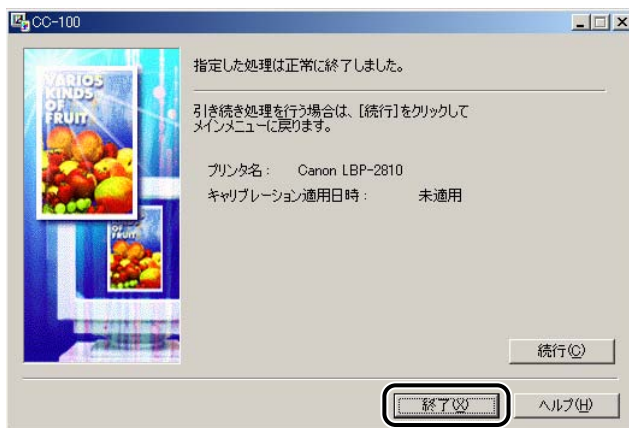 CC-100
VARIOS
KINDS
OF
FRUIT
指定した処理は正常に終了しました。
引き続き処理を行う場合は、[続行]をクリックして
メインメニューに戻ります。
プリンタ名： Canon LBP-2810
キャリブレーション適用日時： 未適用
続行(C)
終了(X) ヘルプ(H)